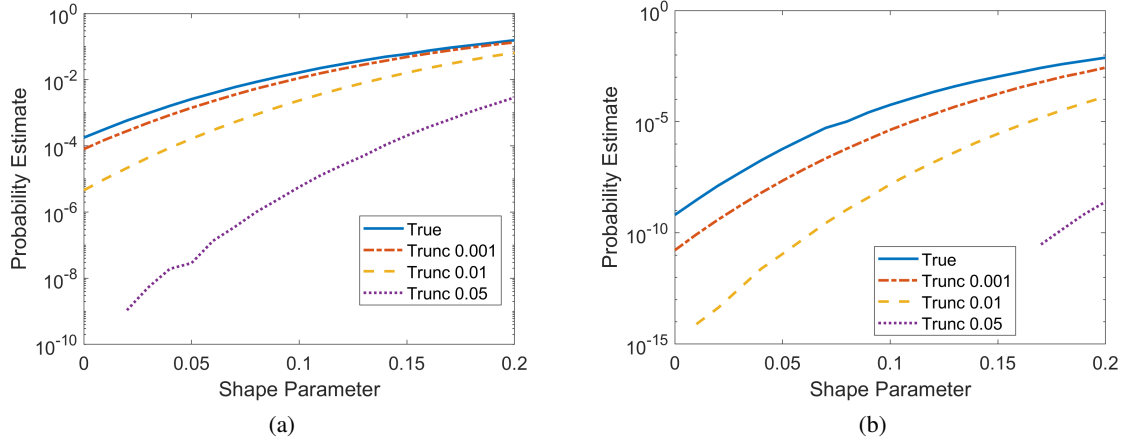 10^0
10^-2
10^-4
10^-6
10^-8
10^-10
Probability Estimate
0 0.05 0.1 0.15 0.2
Shape Parameter
True
Trunc 0.001
Trunc 0.01
Trunc 0.05
(a)
10^0
10^-5
10^-10
10^-15
Probability Estimate
0 0.05 0.1 0.15 0.2
Shape Parameter
True
Trunc 0.001
Trunc 0.01
Trunc 0.05
(b)